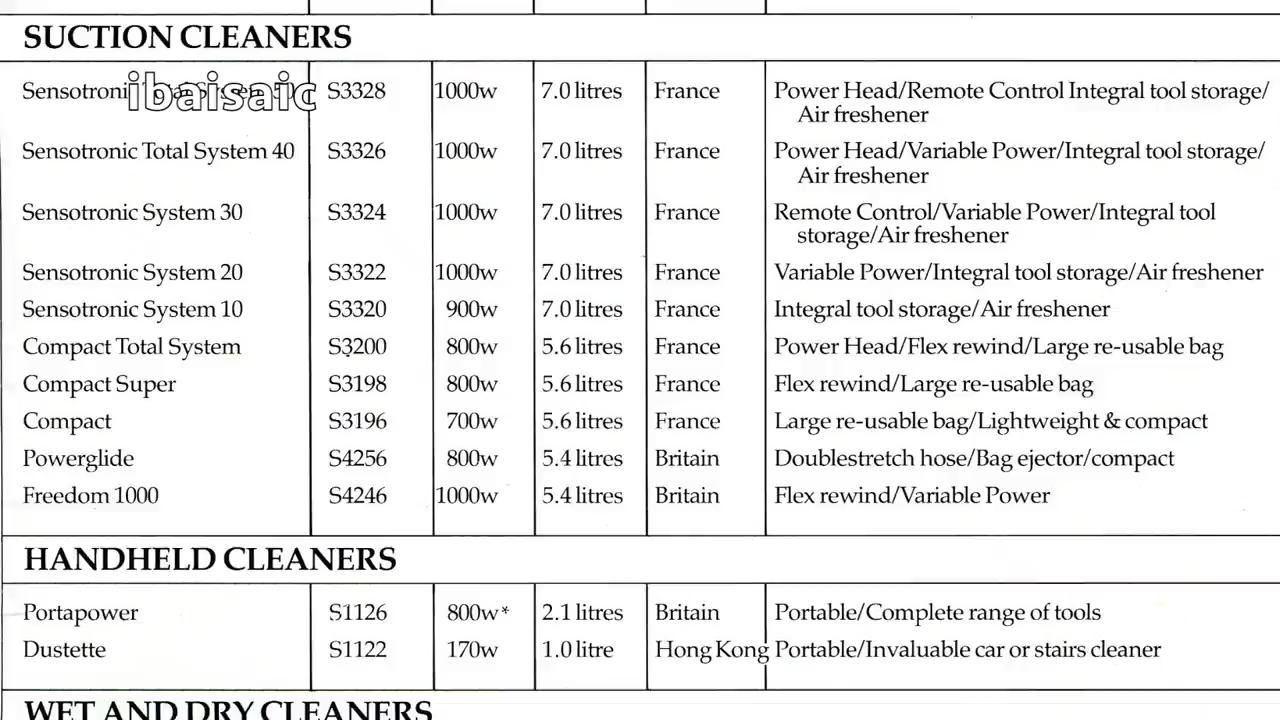 SUCTION CLEANERS
Sensotronic S3328 1000w 7.0 litres France Power Head/Remote Control Integral tool storage/
Air freshener
ibaisaic
Sensotronic Total System 40 S3326 1000w 7.0 litres France Power Head/Variable Power/Integral tool storage/
Air freshener
Sensotronic System 30 S3324 1000w 7.0 litres France Remote Control/Variable Power/Integral tool
storage/Air freshener
Sensotronic System 20 S3322 1000w 7.0 litres France Variable Power/Integral tool storage/Air freshener
Sensotronic System 10 S3320 900w 7.0 litres France Integral tool storage/Air freshener
Compact Total System S3200 800w 5.6 litres France Power Head/Flex rewind/Large re-usable bag
Compact Super S3198 800w 5.6 litres France Flex rewind/Large re-usable bag
Compact S3196 700w 5.6 litres France Large re-usable bag/Lightweight & compact
Powerglide S4256 800w 5.4 litres Britain Doublestretch hose/Bag ejector/compact
Freedom 1000 S4246 1000w 5.4 litres Britain Flex rewind/Variable Power
HANDHELD CLEANERS
Portapower S1126 800w* 2.1 litres Britain Portable/Complete range of tools
Dustette S1122 170w 1.0 litre Hong Kong Portable/Invaluable car or stairs cleaner
WET AND DRY CLEANERS